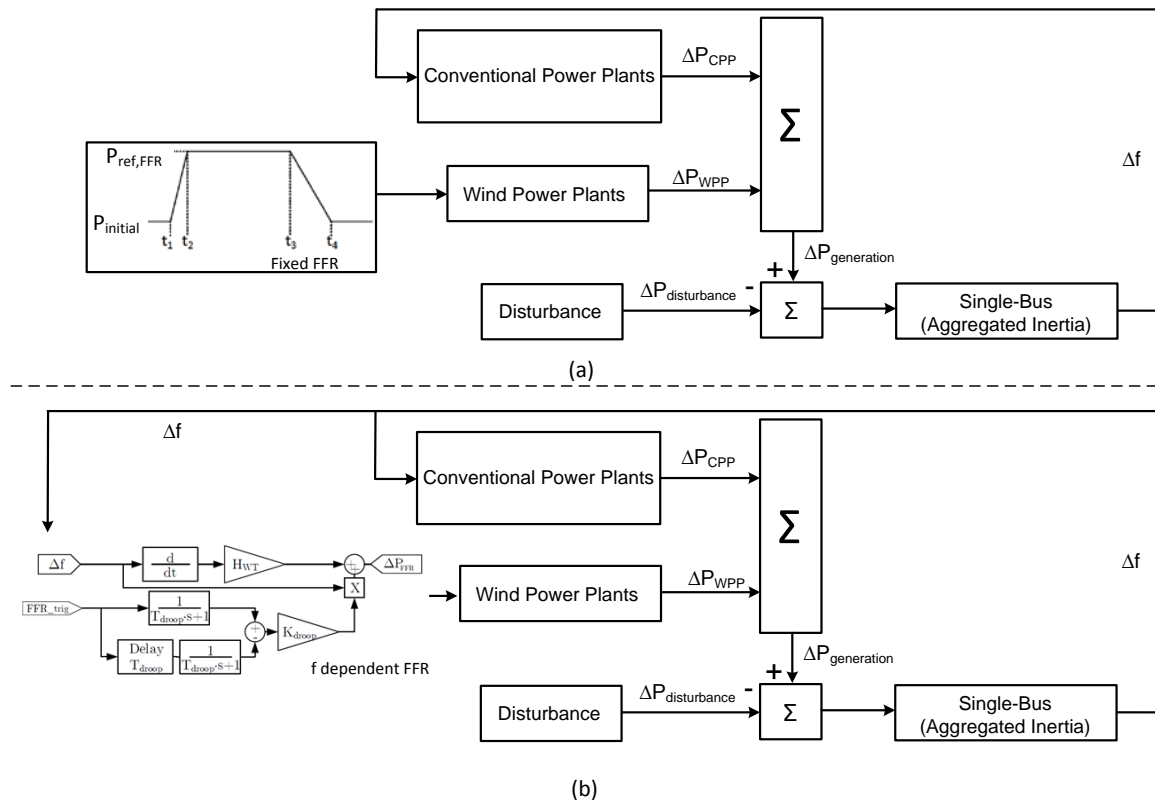 ΔP_CPP
Conventional Power Plants
Σ
Δf
P_ref,FFR
ΔP_WPP
Wind Power Plants
P_initial
t₁ t₂ t₃ t₄
Fixed FFR
ΔP_generation
+
ΔP_disturbance -
Disturbance
Σ
Single-Bus
(Aggregated Inertia)
(a)
Δf
ΔP_CPP
Conventional Power Plants
Σ
Δf
Δf
d
dt
H_WT
+
+
ΔP_FFR
X
ΔP_WPP
Wind Power Plants
FFR_trig
1
T_droop·s+1
+
-
K_droop
Delay
T_droop
1
T_droop·s+1
f dependent FFR
ΔP_generation
+
ΔP_disturbance -
Disturbance
Σ
Single-Bus
(Aggregated Inertia)
(b)